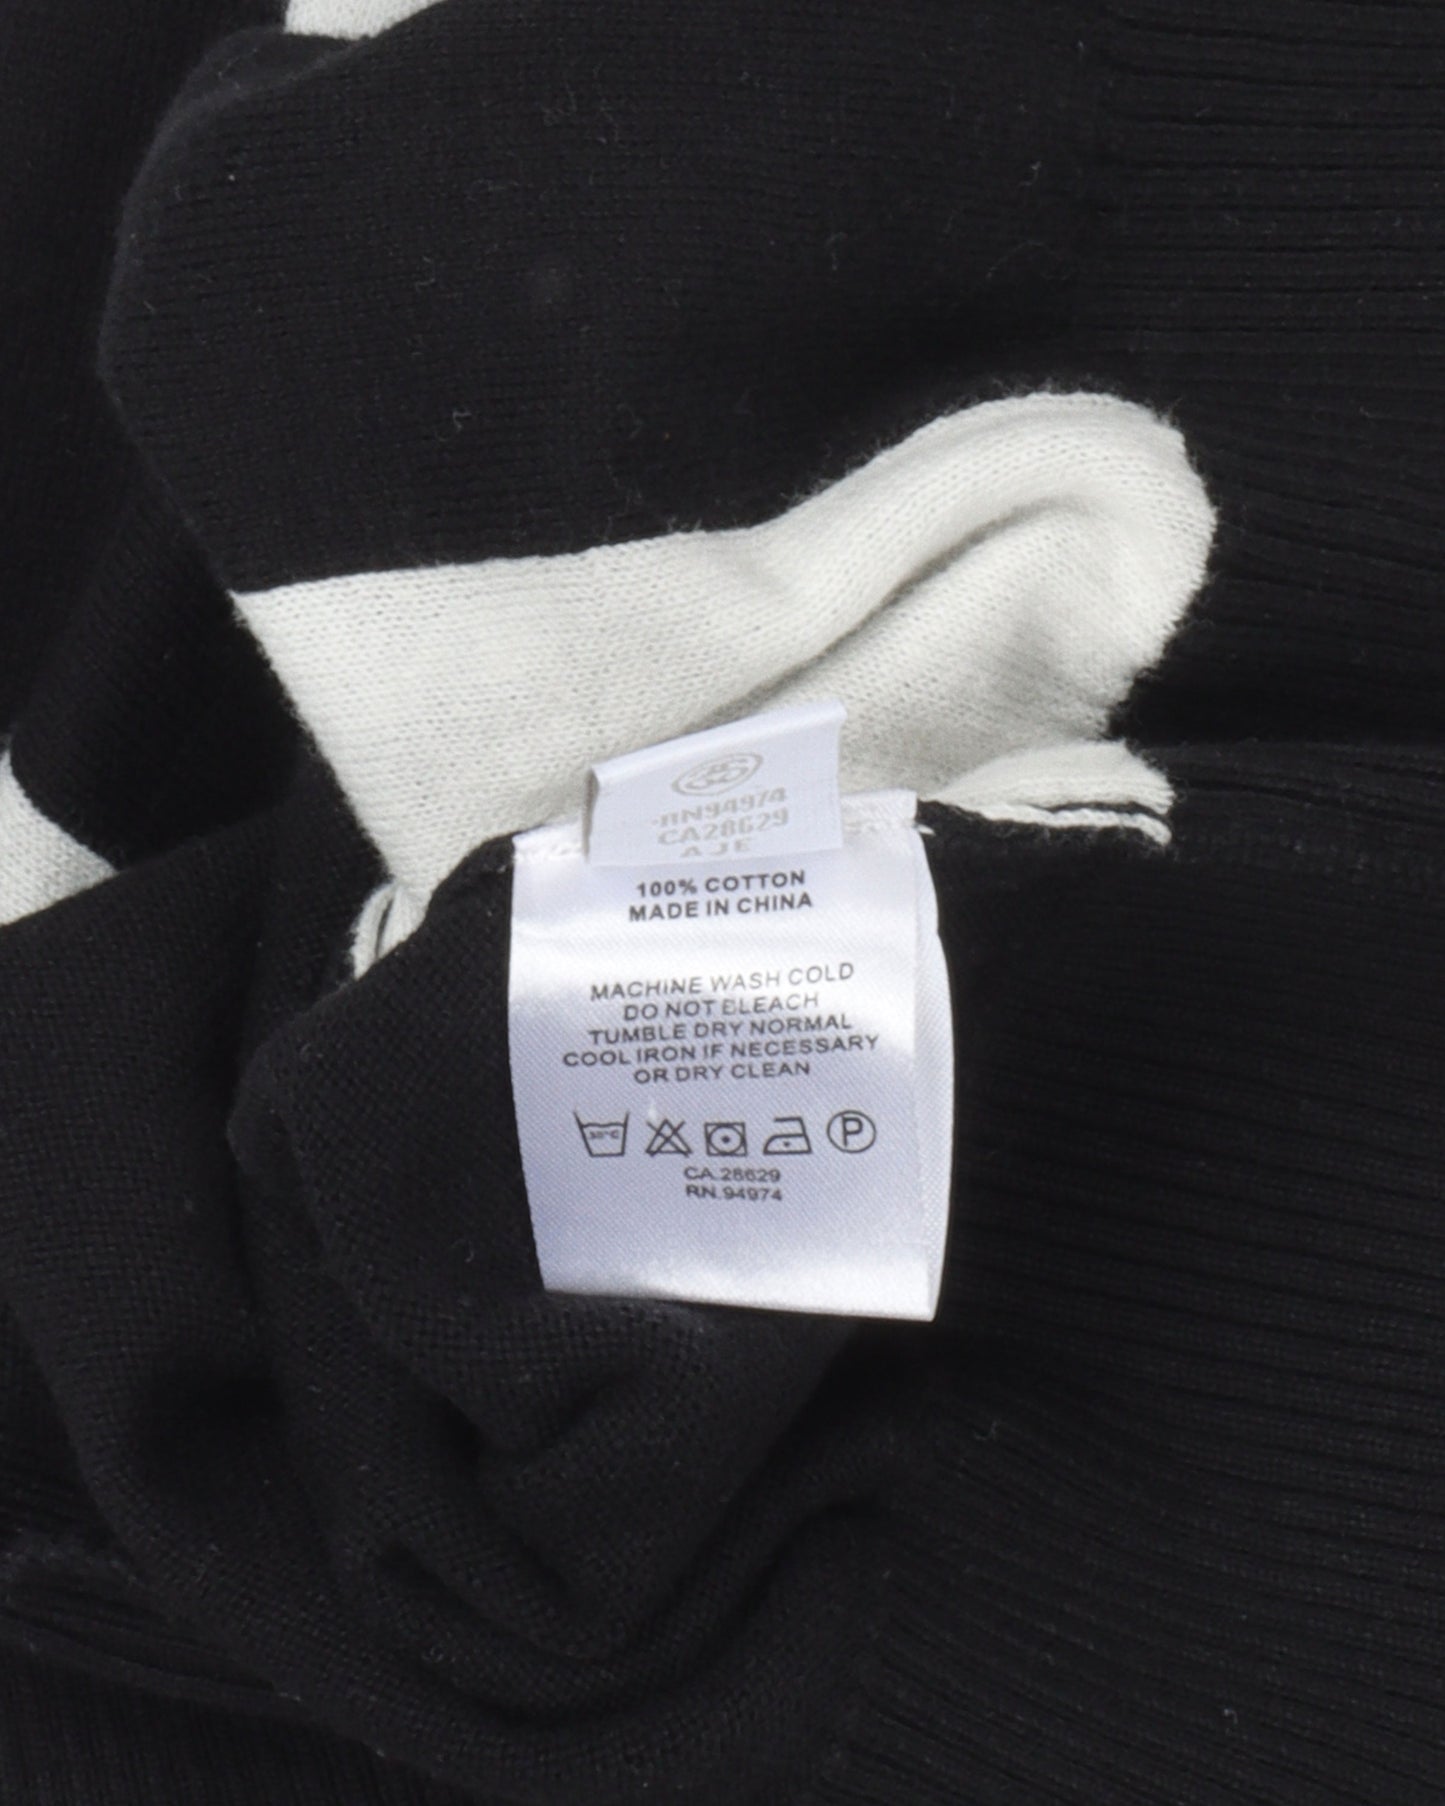 RN94974
CA28629
AJE
100% COTTON
MADE IN CHINA
MACHINE WASH COLD
DO NOT BLEACH
TUMBLE DRY NORMAL
COOL IRON IF NECESSARY
OR DRY CLEAN
30°C P
CA.28629
RN.94974